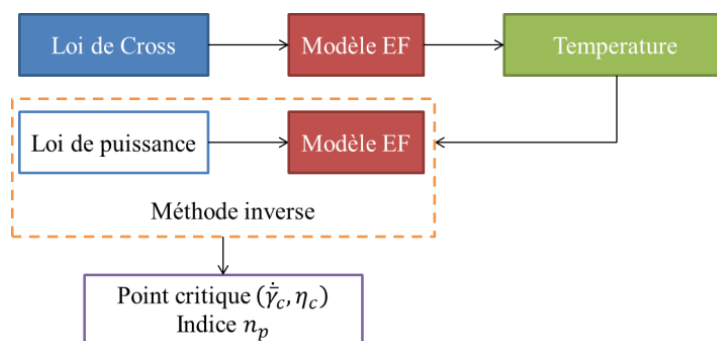 Loi de Cross
Modèle EF
Temperature
Loi de puissance
Modèle EF
Méthode inverse
Point critique (γ̇̄_c, η_c)
Indice n_p